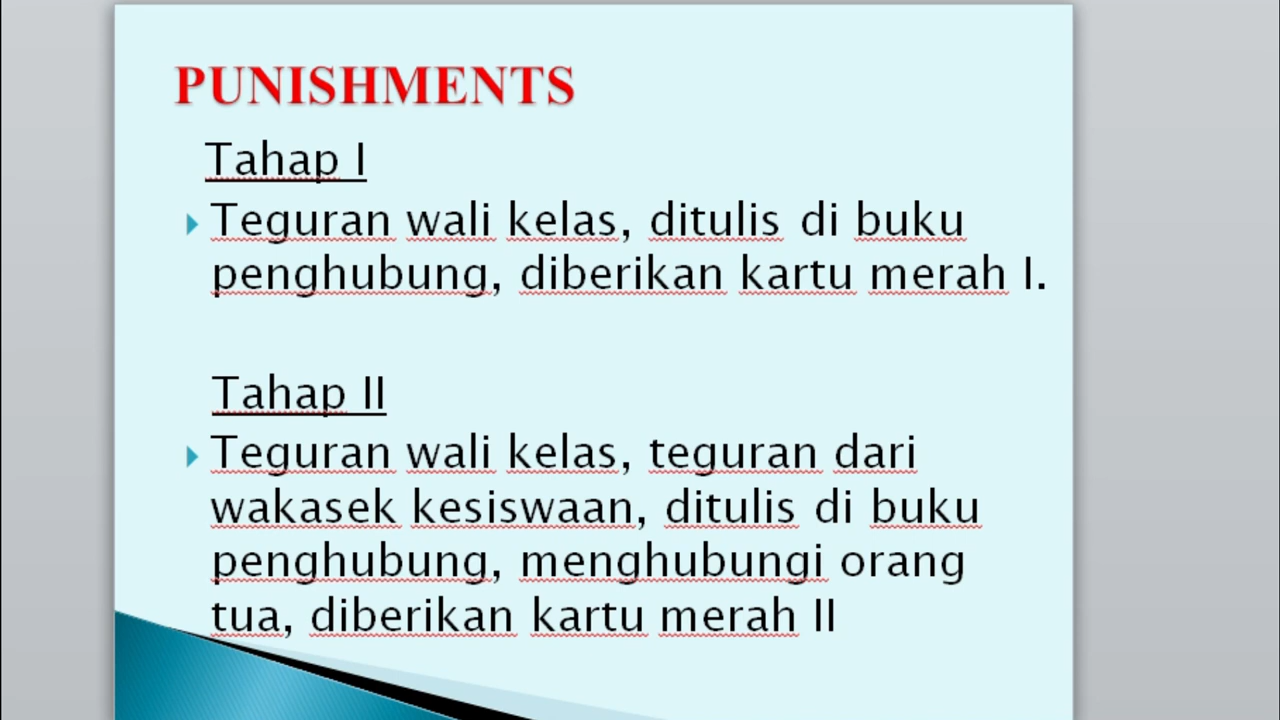 PUNISHMENTS
Tahap I
Teguran wali kelas, ditulis di buku
penghubung, diberikan kartu merah I.
Tahap II
Teguran wali kelas, teguran dari
wakasek kesiswaan, ditulis di buku
penghubung, menghubungi orang
tua, diberikan kartu merah II